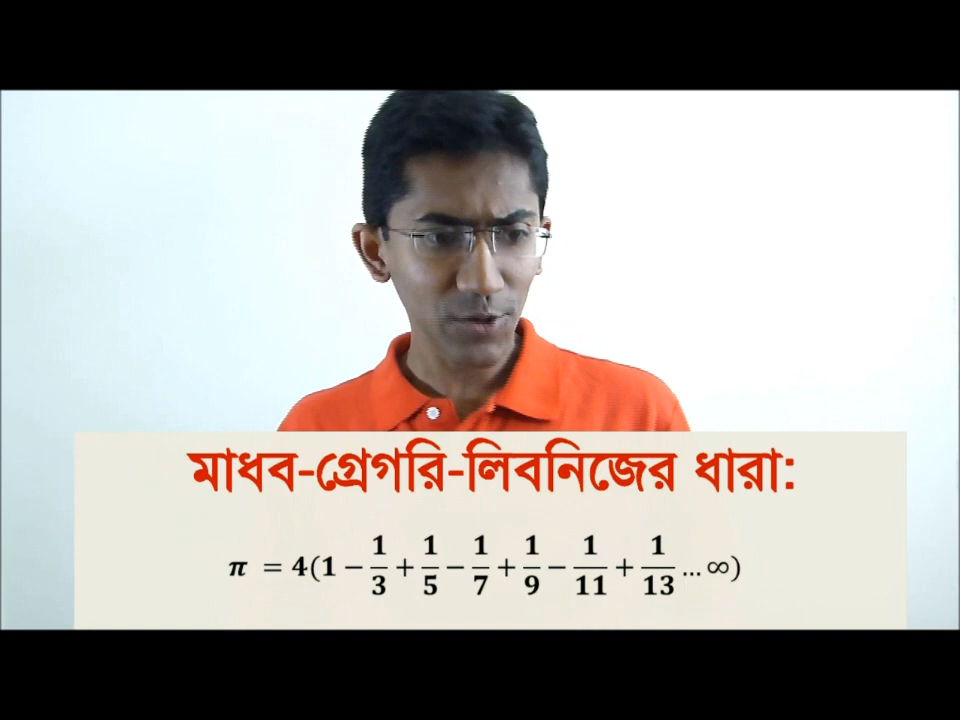 মাধব-গ্রেগরি-লিবনিজের ধারা:
π = 4(1 − 1/3 + 1/5 − 1/7 + 1/9 − 1/11 + 1/13 ... ∞)